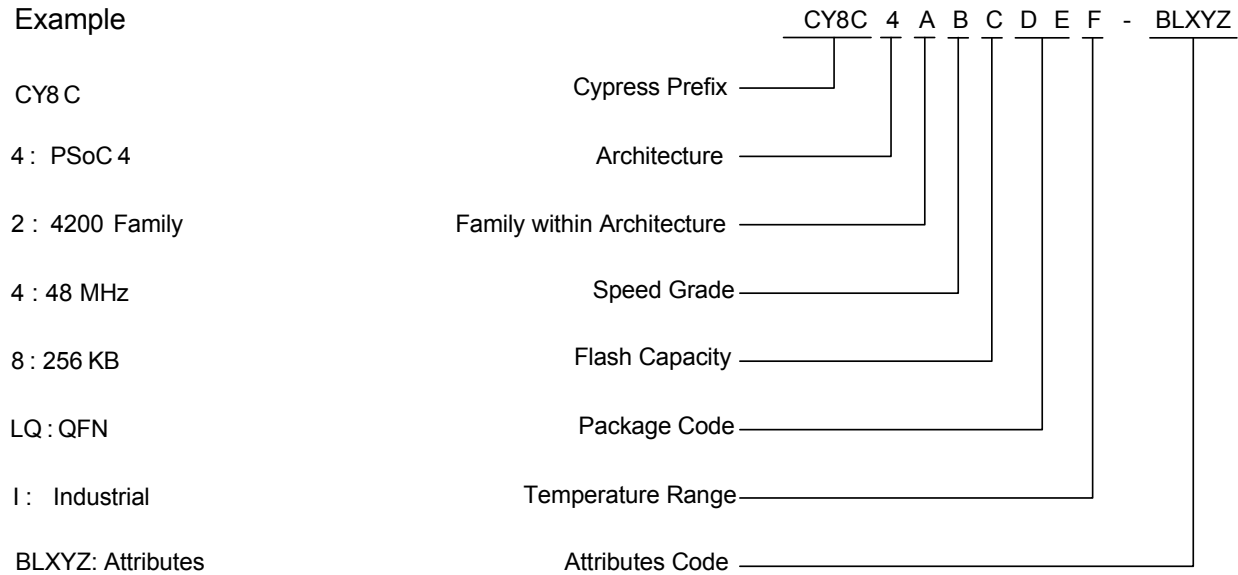 Example CY8C 4 A B C D E F - BLXYZ
CY8 C Cypress Prefix
4 : PSoC 4 Architecture
2 : 4200 Family Family within Architecture
4 : 48 MHz Speed Grade
8 : 256 KB Flash Capacity
LQ : QFN Package Code
I : Industrial Temperature Range
BLXYZ: Attributes Attributes Code